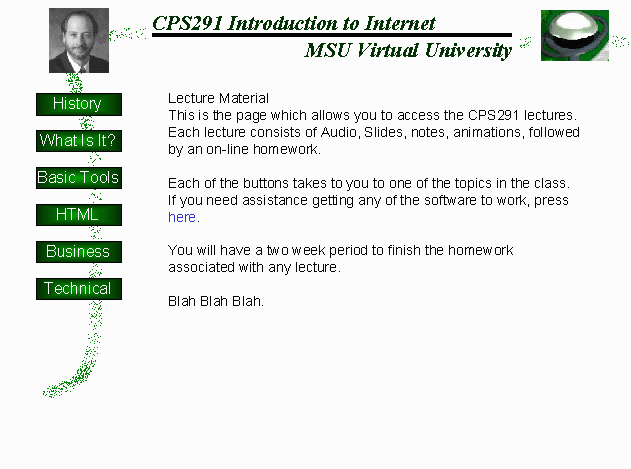 CPS291 Introduction to Internet
MSU Virtual University
History
What Is It?
Basic Tools
HTML
Business
Technical
Lecture Material
This is the page which allows you to access the CPS291 lectures.
Each lecture consists of Audio, Slides, notes, animations, followed
by an on-line homework.
Each of the buttons takes to you to one of the topics in the class.
If you need assistance getting any of the software to work, press
here.
You will have a two week period to finish the homework
associated with any lecture.
Blah Blah Blah.